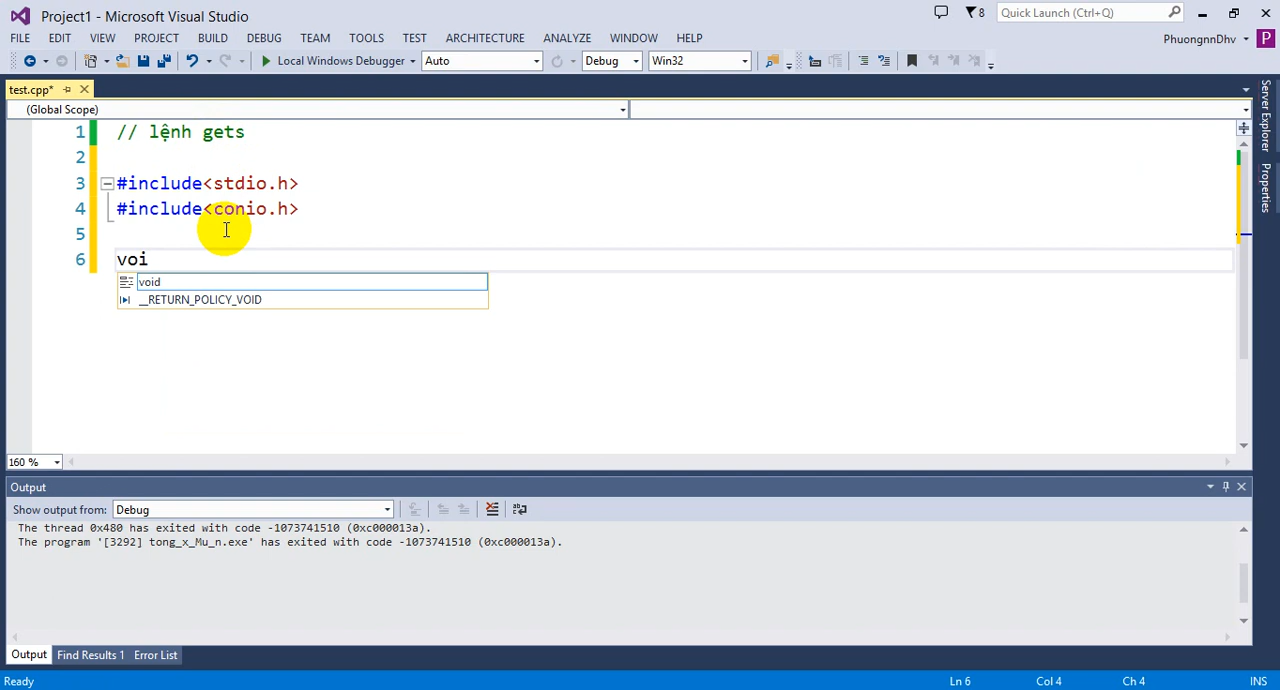 Project1 - Microsoft Visual Studio
8
Quick Launch (Ctrl+Q)
FILE EDIT VIEW PROJECT BUILD DEBUG TEAM TOOLS TEST ARCHITECTURE ANALYZE WINDOW HELP
PhuongnnDhv
P
Local Windows Debugger
Auto
Debug
Win32
test.cpp*
(Global Scope)
1 // lệnh gets
2
3 #include<stdio.h>
4 #include<conio.h>
5
6 voi
void
__RETURN_POLICY_VOID
Server Explorer
Properties
160 %
Output
Show output from: Debug
The thread 0x480 has exited with code -1073741510 (0xc000013a).
The program '[3292] tong_x_Mu_n.exe' has exited with code -1073741510 (0xc000013a).
Output Find Results 1 Error List
Ready
Ln 6
Col 4
Ch 4
INS